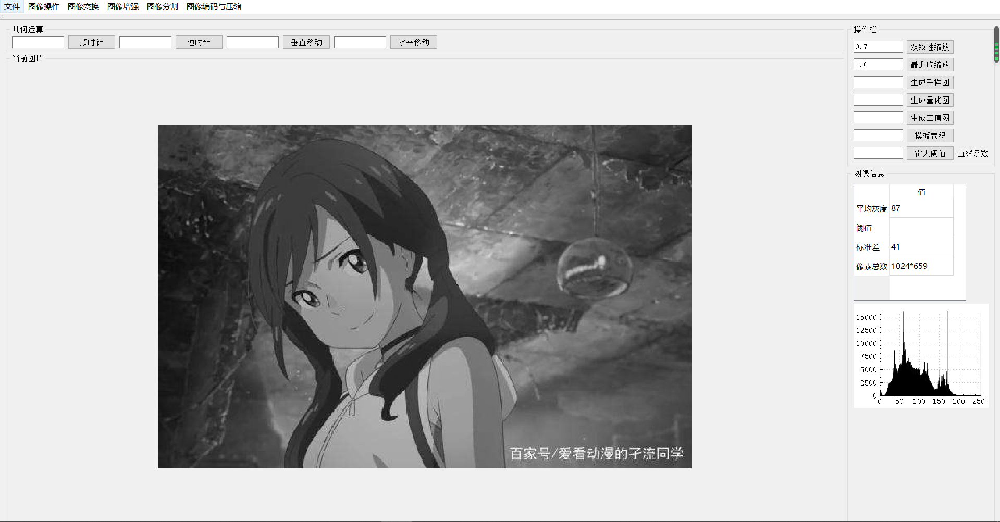 文件 图像操作 图像变换 图像增强 图像分割 图像编码与压缩
几何运算
顺时针 逆时针 垂直移动 水平移动
当前图片
百家号/爱看动漫的孑流同学
操作栏
0.7 双线性缩放
1.6 最近临缩放
生成采样图
生成量化图
生成二值图
模板卷积
霍夫阈值 直线条数
图像信息
值
平均灰度 87
阈值
标准差 41
像素总数 1024*659
15000
12500
10000
7500
5000
2500
0
0 50 100 150 200 250